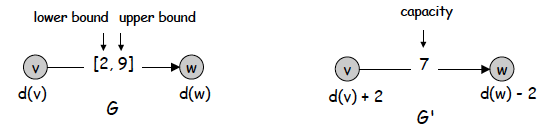 lower bound upper bound
v [2, 9] w
d(v) d(w)
G
capacity
v 7 w
d(v) + 2 d(w) - 2
G'